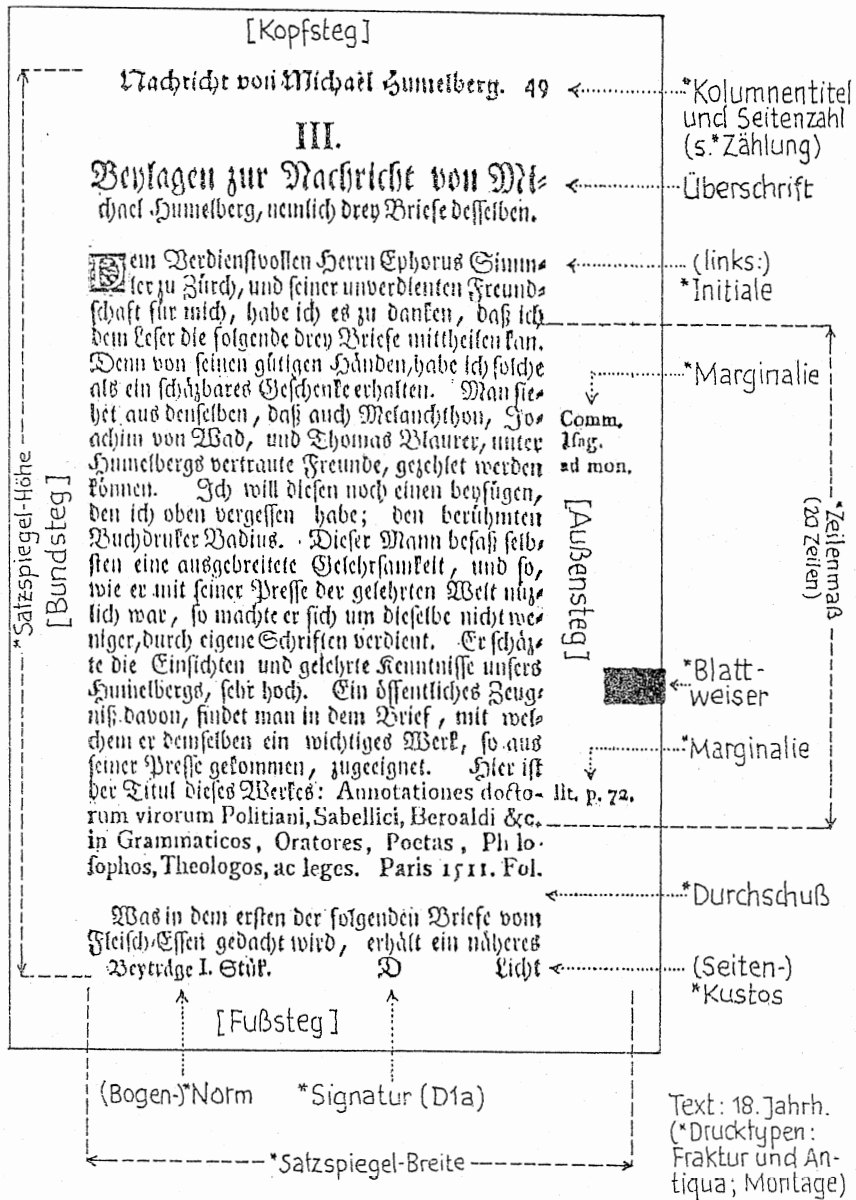 [Kopfsteg]
Nachricht von Michael Humelberg. 49
*Kolumnentitel
und Seitenzahl
(s.*Zählung)
III.
Beylagen zur Nachricht von Mi-
Überschrift
chael Humelberg, nemlich drey Briefe desselben.
Dem Verdienstvollen Herrn Ephorus Simm-
(links:)
*Initiale
ler zu Zürch, und seiner unverdienten Freund-
schaft für mich, habe ich es zu danken, daß ich
dem Leser die folgende drey Briefe mittheilen kan.
Denn von seinen gütigen Händen, habe ich solche
als ein schäzbares Geschenke erhalten. Man sie-
*Marginalie
het aus denselben, daß auch Melanchthon, Jo-
Comm.
achim von Wad, und Thomas Blaurer, unter
Isag.
Hummelbergs vertraute Freunde, gezehlet werden
ad mon.
können. Ich will diesen noch einen beyfügen,
den ich oben vergessen habe; den berühmten
Buchdruker Badius. Dieser Mann besaß selb-
sten eine ausgebreitete Gelehrsamkeit, und so,
wie er mit seiner Presse der gelehrten Welt nüz-
lich war, so machte er sich um dieselbe nicht we-
niger, durch eigene Schriften verdient. Er schäz-
te die Einsichten und gelehrte Kenntnisse unsers
Hummelbergs, sehr hoch. Ein öffentliches Zeug-
niß davon, findet man in dem Brief, mit wel-
chem er demselben ein wichtiges Werk, so aus
seiner Presse gekommen, zugeeignet. Hier ist
der Titul dieses Werkes: Annotationes docto-
lit. p. 72.
rum virorum Politiani, Sabellici, Beroaldi &c.
in Grammaticos, Oratores, Poetas, Philo-
sophos, Theologos, ac leges. Paris 1511. Fol.
Was in dem ersten der folgenden Briefe vom
Fleisch-Essen gedacht wird, erhält ein näheres
Beyträge I. Stük. D Licht
*Satzspiegel-Höhe
[Bundsteg]
[Außensteg]
*Zeilenmaß
(20 Zeilen)
*Blatt-
weiser
*Marginalie
*Durchschuß
(Seiten-)
*Kustos
[Fußsteg]
(Bogen-)*Norm
*Signatur (D1a)
*Satzspiegel-Breite
Text: 18. Jahrh.
(*Drucktypen:
Fraktur und An-
tiqua; Montage)